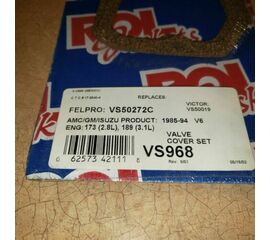 ROL
REPLACES:
FELPRO: VS50272C
VICTOR: VS50019
AMC/GM/ISUZU PRODUCT: 1985-94 V6
ENG: 173 (2.8L), 189 (3.1L)
VALVE
COVER SET
VS968
62573 42111